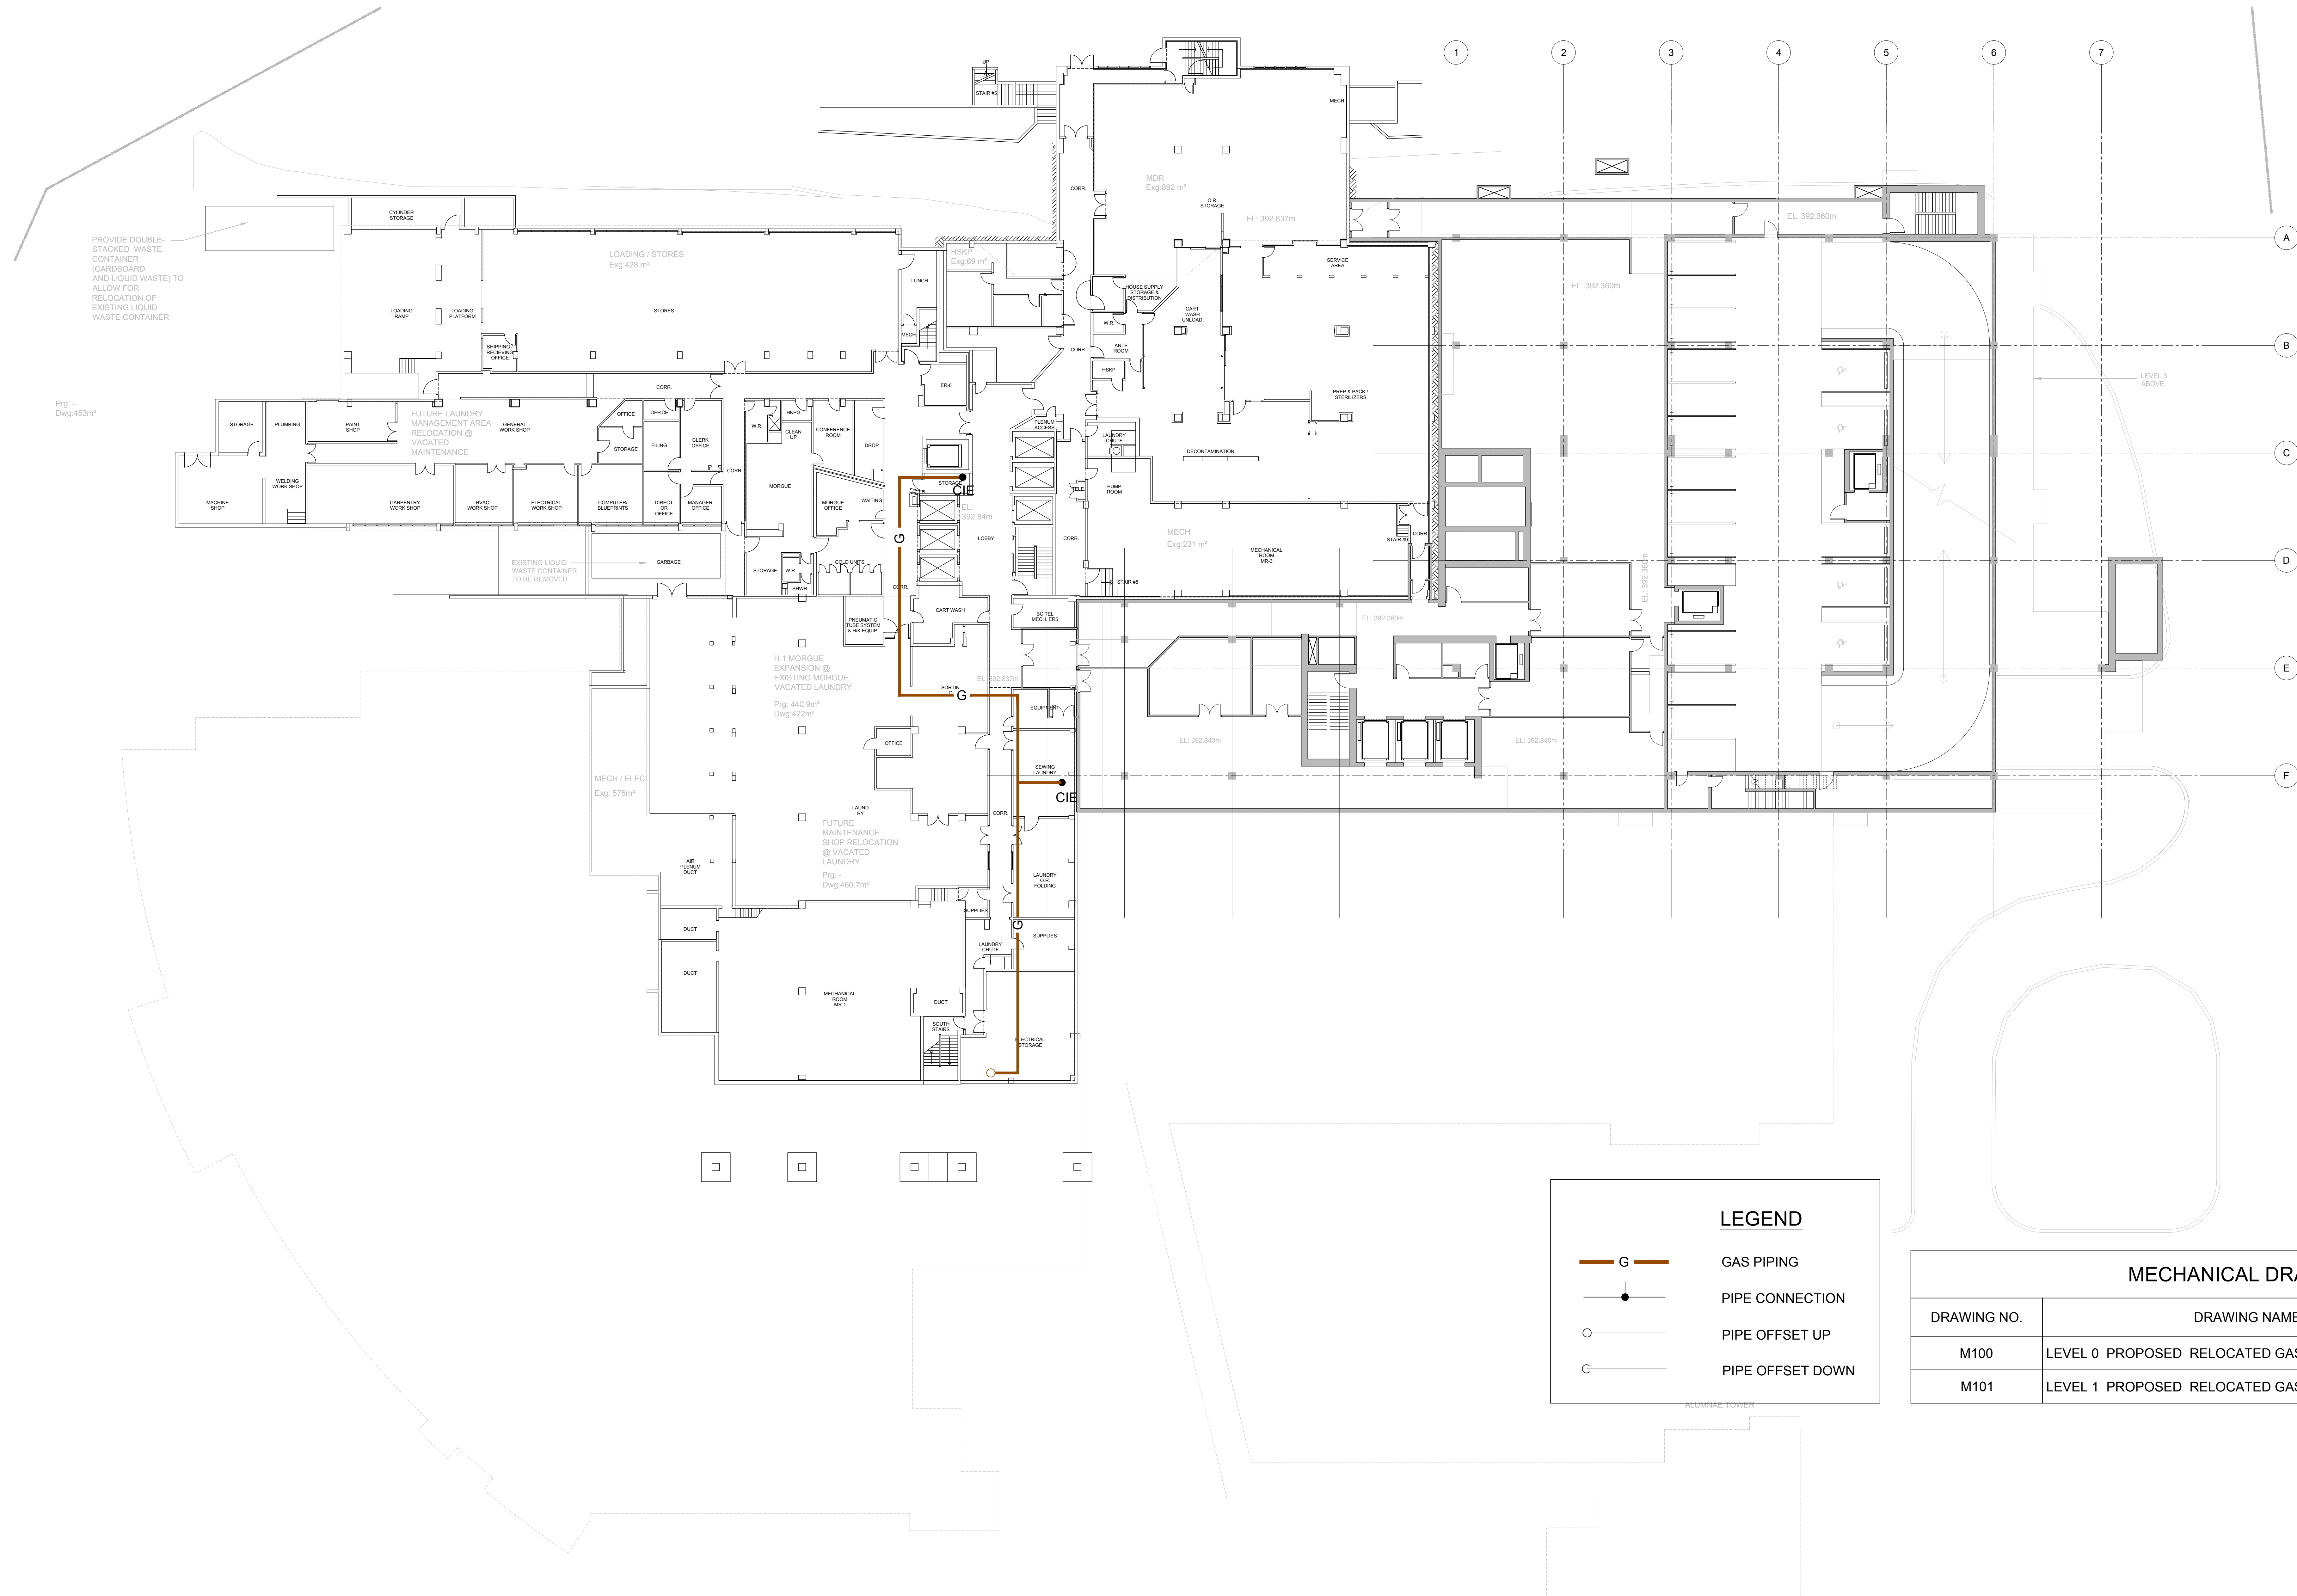 1
2
3
4
5
6
7
A
B
C
D
E
F
UP
STAIR #5
MECH.
CORR.
MDR
Exg:892 m²
O.R.
STORAGE
EL: 392.837m
EL: 392.360m
CYLINDER
STORAGE
PROVIDE DOUBLE-
STACKED WASTE
CONTAINER
(CARDBOARD
AND LIQUID WASTE) TO
ALLOW FOR
RELOCATION OF
EXISTING LIQUID
WASTE CONTAINER
LOADING / STORES
Exg:428 m²
HSKP
Exg:69 m²
LUNCH
LOADING
RAMP
LOADING
PLATFORM
STORES
MECH.
SHIPPING /
RECIEVING
OFFICE
SERVICE
AREA
HOUSE SUPPLY
STORAGE &
DISTRIBUTION
CART
WASH
UNLOAD
W.R.
ANTE
ROOM
CORR.
HSKP
EL: 392.360m
PREP & PACK /
STERILIZERS
LEVEL 3
ABOVE
Prg: -
Dwg:453m²
CORR.
ER-6
FUTURE LAUNDRY
MANAGEMENT AREA
RELOCATION @
VACATED
MAINTENANCE
STORAGE
PLUMBING
PAINT
SHOP
GENERAL
WORK SHOP
OFFICE
OFFICE
STORAGE
FILING
CLERK
OFFICE
W.R.
HKPG
CLEAN
UP
CONFERENCE
ROOM
DROP
PLENUM
ACCESS
LAUNDRY
CHUTE
DECONTAMINATION
CORR.
MACHINE
SHOP
WELDING
WORK SHOP
CARPENTRY
WORK SHOP
HVAC
WORK SHOP
ELECTRICAL
WORK SHOP
COMPUTER/
BLUEPRINTS
DIRECT
OR
OFFICE
MANAGER
OFFICE
MORGUE
MORGUE
OFFICE
WAITING
STORAGE
CIE
TELE.
PUMP
ROOM
EL:
392.84m
G
LOBBY
CORR.
MECH
Exg:231 m²
MECHANICAL
ROOM
MR-3
STAIR #9
CORR.
EXISTING LIQUID
WASTE CONTAINER
TO BE REMOVED
GARBAGE
STORAGE
W.R.
SHWR
COLD UNITS
CORR.
STAIR #8
EL: 392.360m
CART WASH
BC TEL
MECH. ER5
EL: 392.360m
PNEUMATIC
TUBE SYSTEM
& H/K EQUIP.
H.1 MORGUE
EXPANSION @
EXISTING MORGUE,
VACATED LAUNDRY
Prg: 440.9m²
Dwg:422m²
EL: 392.837m
SORTIN
G
G
EQUIPMENT
OFFICE
EL: 392.840m
EL: 392.840m
MECH / ELEC
Exg: 575m²
SEWING
LAUNDRY
CIE
LAUND
RY
CORR.
FUTURE
MAINTENANCE
SHOP RELOCATION
@ VACATED
LAUNDRY
Prg: -
Dwg:460.7m²
AIR
PLENUM
DUCT
LAUNDRY
O.R.
FOLDING
SUPPLIES
G
DUCT
SUPPLIES
LAUNDRY
CHUTE
DUCT
MECHANICAL
ROOM
MR-1
DUCT
SOUTH
STAIRS
ELECTRICAL
STORAGE
LEGEND
G GAS PIPING
PIPE CONNECTION
PIPE OFFSET UP
PIPE OFFSET DOWN
ALUMNAE TOWER
MECHANICAL DRA
DRAWING NO. DRAWING NAME
M100 LEVEL 0 PROPOSED RELOCATED GAS
M101 LEVEL 1 PROPOSED RELOCATED GAS